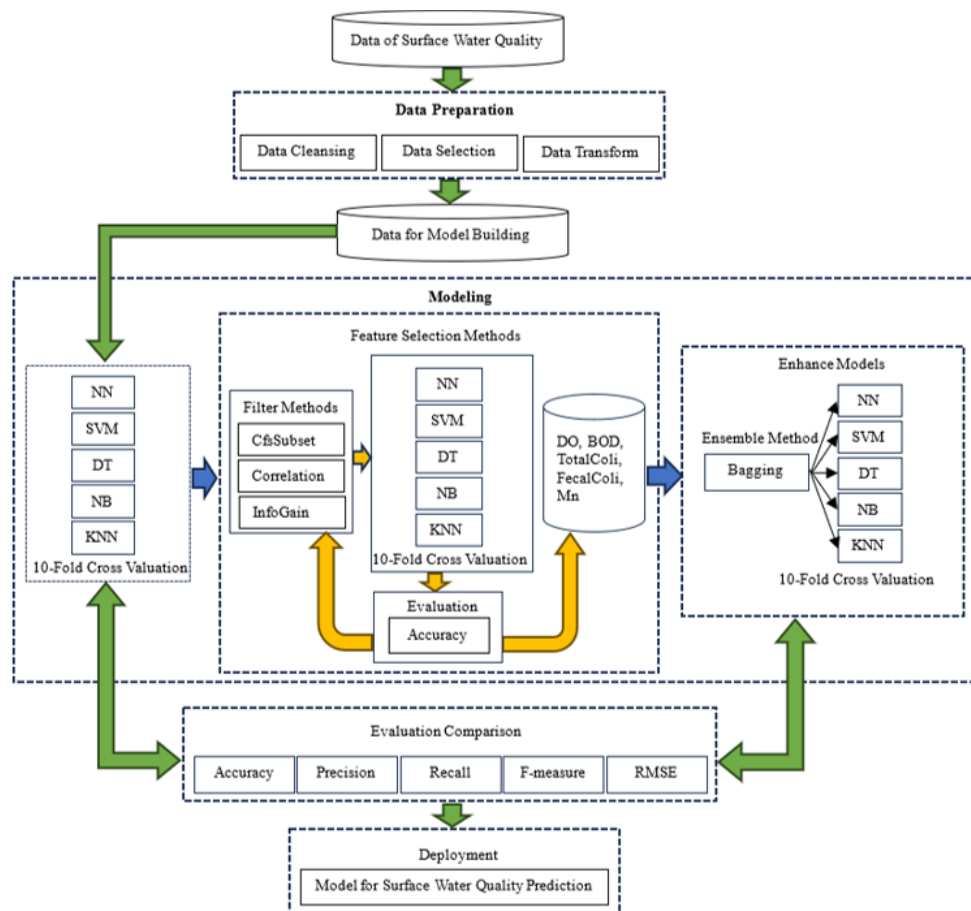 Data of Surface Water Quality
Data Preparation
Data Cleansing
Data Selection
Data Transform
Data for Model Building
Modeling
NN
SVM
DT
NB
KNN
10-Fold Cross Valuation
Feature Selection Methods
Filter Methods
CfsSubset
Correlation
InfoGain
NN
SVM
DT
NB
KNN
10-Fold Cross Valuation
Evaluation
Accuracy
DO, BOD,
TotalColi,
FecalColi,
Mn
Enhance Models
Ensemble Method
Bagging
NN
SVM
DT
NB
KNN
10-Fold Cross Valuation
Evaluation Comparison
Accuracy
Precision
Recall
F-measure
RMSE
Deployment
Model for Surface Water Quality Prediction